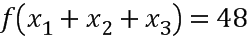 f(x₁ + x₂ + x₃) = 48